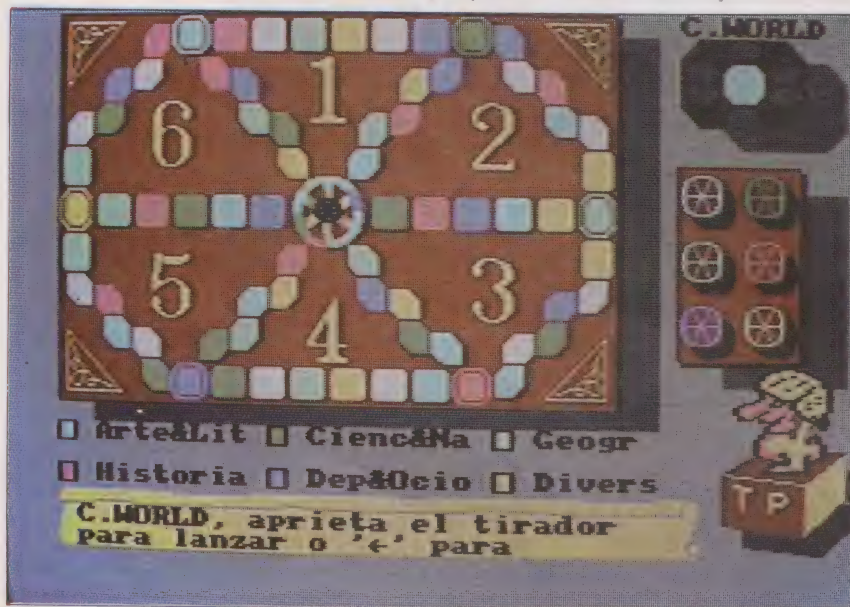 C.WORLD
6
1
2
5
4
3
Arte&Lit Cienc&Na Geogr
Historia Dep&Ocio Divers
TP
C.WORLD, aprieta el tirador
para lanzar o '←' para